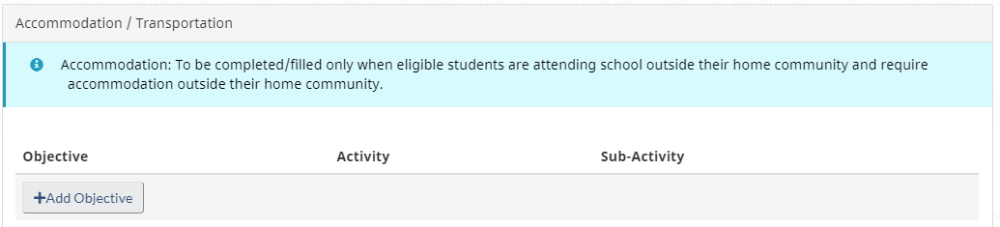 Accommodation / Transportation
Accommodation: To be completed/filled only when eligible students are attending school outside their home community and require
accommodation outside their home community.
Objective Activity Sub-Activity
+Add Objective